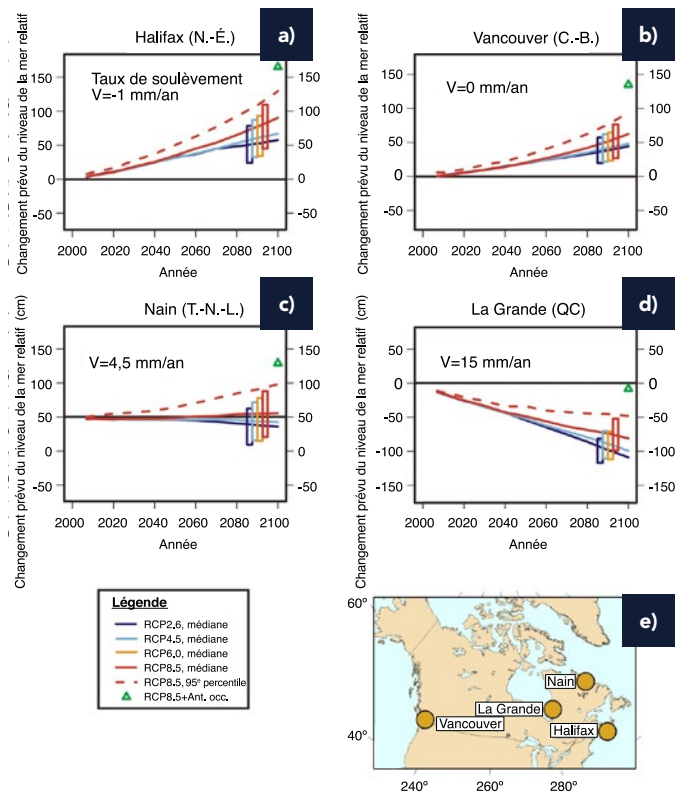 Halifax (N.-É.)
a)
Changement prévu du niveau de la mer relatif
Taux de soulèvement
V=-1 mm/an
150
100
50
0
-50
150
100
50
0
-50
2000 2020 2040 2060 2080 2100
Année
Vancouver (C.-B.)
b)
Changement prévu du niveau de la mer relatif
V=0 mm/an
150
100
50
0
-50
150
100
50
0
-50
2000 2020 2040 2060 2080 2100
Année
Nain (T.-N.-L.)
c)
Changement prévu du niveau de la mer relatif (cm)
V=4,5 mm/an
150
100
50
0
-50
150
100
50
0
-50
2000 2020 2040 2060 2080 2100
Année
La Grande (QC)
d)
Changement prévu du niveau de la mer relatif (cm)
V=15 mm/an
50
0
-50
-100
-150
50
0
-50
-100
-150
2000 2020 2040 2060 2080 2100
Année
Légende
RCP2,6, médiane
RCP4.5, médiane
RCP6.0, médiane
RCP8.5, médiane
RCP8.5, 95e percentile
RCP8.5+Ant. occ.
e)
60°
40°
Nain
La Grande
Vancouver
Halifax
240° 260° 280°